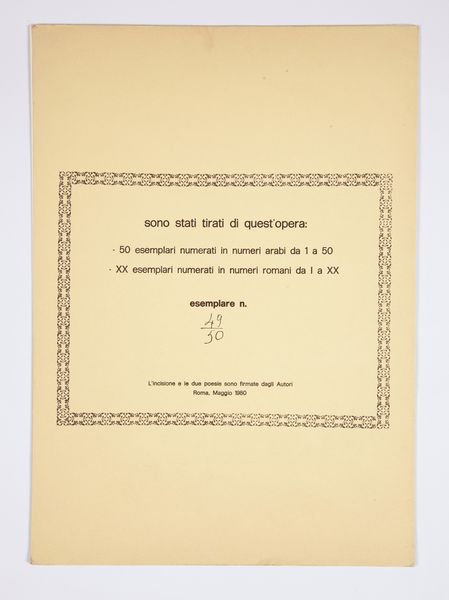 sono stati tirati di quest'opera:
· 50 esemplari numerati in numeri arabi da 1 a 50
· XX esemplari numerati in numeri romani da I a XX
esemplare n.
49
50
L'incisione e le due poesie sono firmate dagli Autori
Roma, Maggio 1980